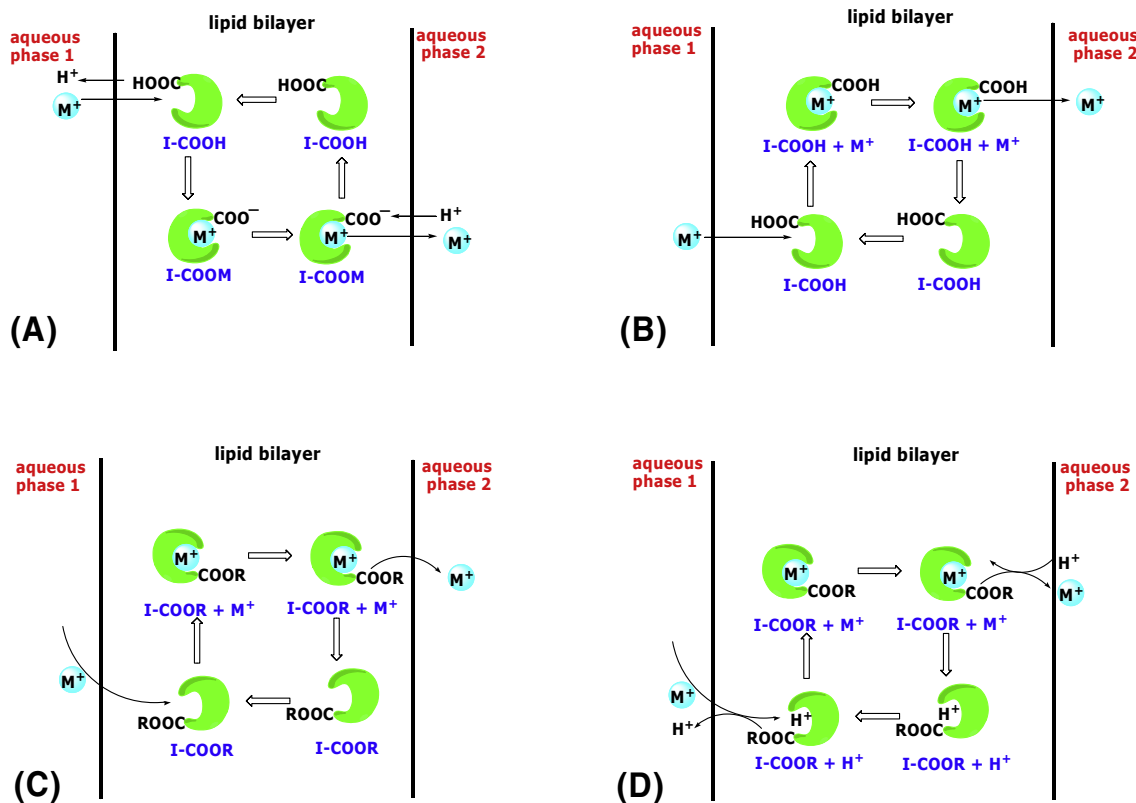 lipid bilayer
aqueous
phase 1
aqueous
phase 2
H⁺
HOOC
HOOC
M⁺
I-COOH
I-COOH
COO⁻
COO⁻
H⁺
M⁺
M⁺
M⁺
I-COOM
I-COOM
(A)
lipid bilayer
aqueous
phase 1
aqueous
phase 2
COOH
COOH
M⁺
M⁺
M⁺
I-COOH + M⁺
I-COOH + M⁺
HOOC
HOOC
M⁺
I-COOH
I-COOH
(B)
lipid bilayer
aqueous
phase 1
aqueous
phase 2
M⁺
M⁺
COOR
COOR
M⁺
I-COOR + M⁺
I-COOR + M⁺
M⁺
ROOC
ROOC
I-COOR
I-COOR
(C)
lipid bilayer
aqueous
phase 1
aqueous
phase 2
H⁺
M⁺
M⁺
COOR
COOR
M⁺
I-COOR + M⁺
I-COOR + M⁺
M⁺
H⁺
H⁺
H⁺
ROOC
ROOC
I-COOR + H⁺
I-COOR + H⁺
(D)